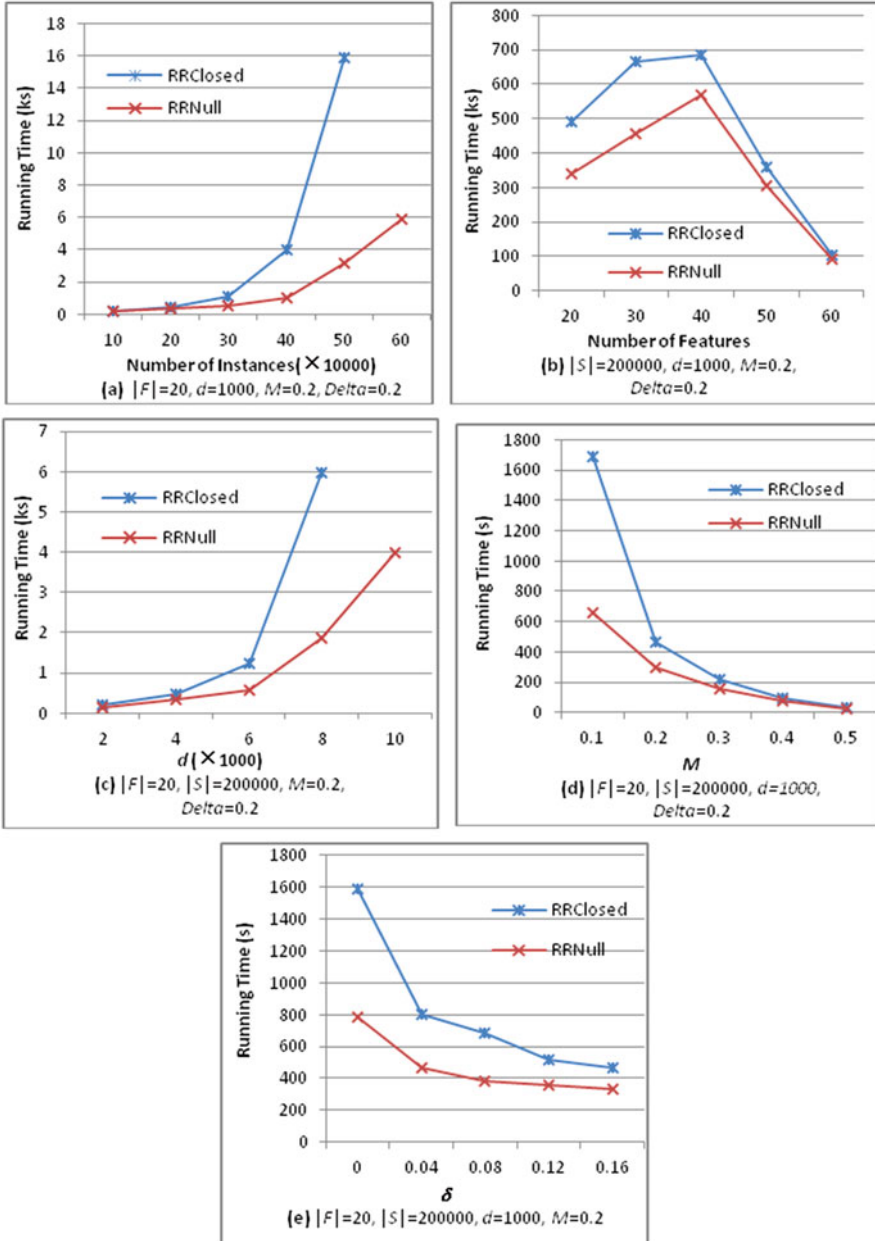 18
16
14
12
10
8
6
4
2
0
Running Time (ks)
RRClosed
RRNull
10 20 30 40 50 60
Number of Instances(×10000)
(a) |F|=20, d=1000, M=0.2, Delta=0.2
800
700
600
500
400
300
200
100
0
Running Time (ks)
RRClosed
RRNull
20 30 40 50 60
Number of Features
(b) |S|=200000, d=1000, M=0.2,
Delta=0.2
7
6
5
4
3
2
1
0
Running Time (ks)
RRClosed
RRNull
2 4 6 8 10
d (×1000)
(c) |F|=20, |S|=200000, M=0.2,
Delta=0.2
1800
1600
1400
1200
1000
800
600
400
200
0
Running Time (s)
RRClosed
RRNull
0.1 0.2 0.3 0.4 0.5
M
(d) |F|=20, |S|=200000, d=1000,
Delta=0.2
1800
1600
1400
1200
1000
800
600
400
200
0
Running Time (s)
RRClosed
RRNull
0 0.04 0.08 0.12 0.16
δ
(e) |F|=20, |S|=200000, d=1000, M=0.2